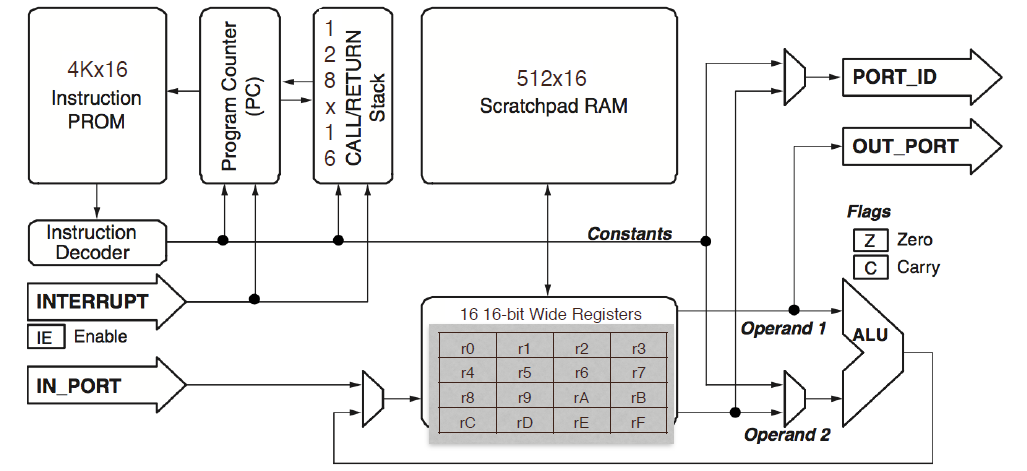 4Kx16
Instruction
PROM
Program Counter
(PC)
1
2
8
x
1
6
CALL/RETURN
Stack
512x16
Scratchpad RAM
PORT_ID
OUT_PORT
Instruction
Decoder
Constants
Flags
Z Zero
C Carry
INTERRUPT
IE Enable
IN_PORT
16 16-bit Wide Registers
r0 r1 r2 r3
r4 r5 r6 r7
r8 r9 rA rB
rC rD rE rF
Operand 1
ALU
Operand 2